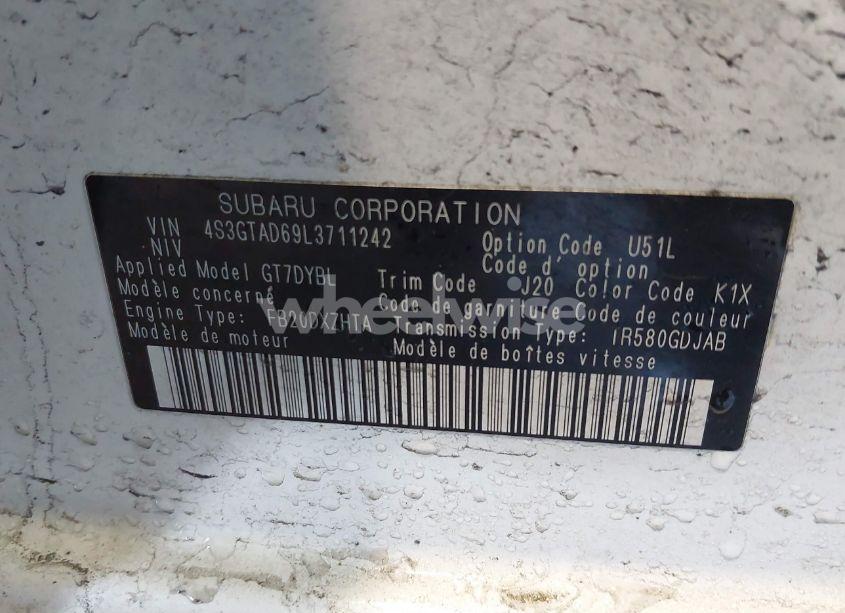 SUBARU CORPORATION
VIN 4S3GTAD69L3711242 Option Code U51L
NIV Code d' option
Applied Model GT7DYBL Trim Code J20 Color Code K1X
Modèle concerné Code de garniture Code de couleur
Engine Type: FB20DXZHTA Transmission Type: 1R580GDJAB
Modèle de moteur Modèle de boîtes vitesse
wheelwise